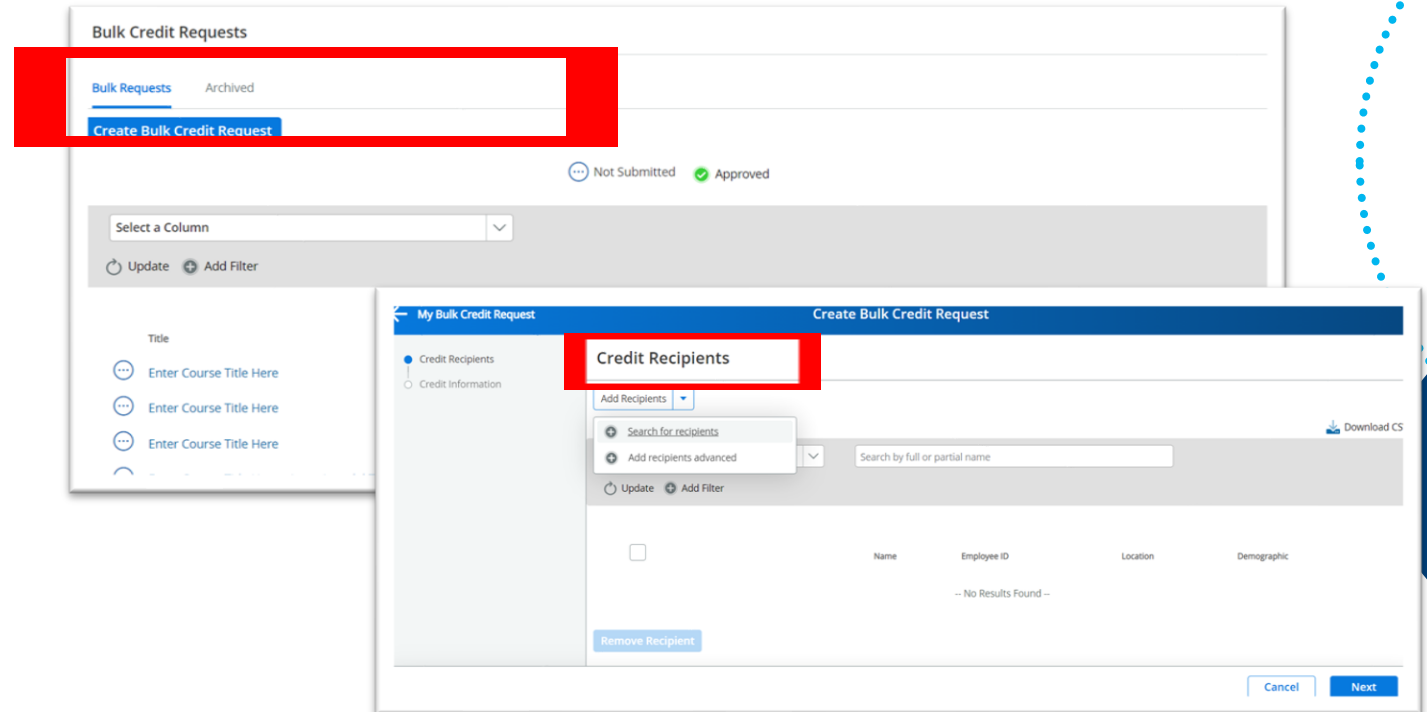 Bulk Credit Requests
Bulk Requests Archived
Create Bulk Credit Request
Not Submitted Approved
Select a Column
Update Add Filter
Title
Enter Course Title Here
Enter Course Title Here
Enter Course Title Here
My Bulk Credit Request Create Bulk Credit Request
Credit Recipients
Credit Information
Credit Recipients
Add Recipients
Search for recipients
Add recipients advanced
Download CS
Search by full or partial name
Update Add Filter
Name Employee ID Location Demographic
-- No Results Found --
Remove Recipient
Cancel Next